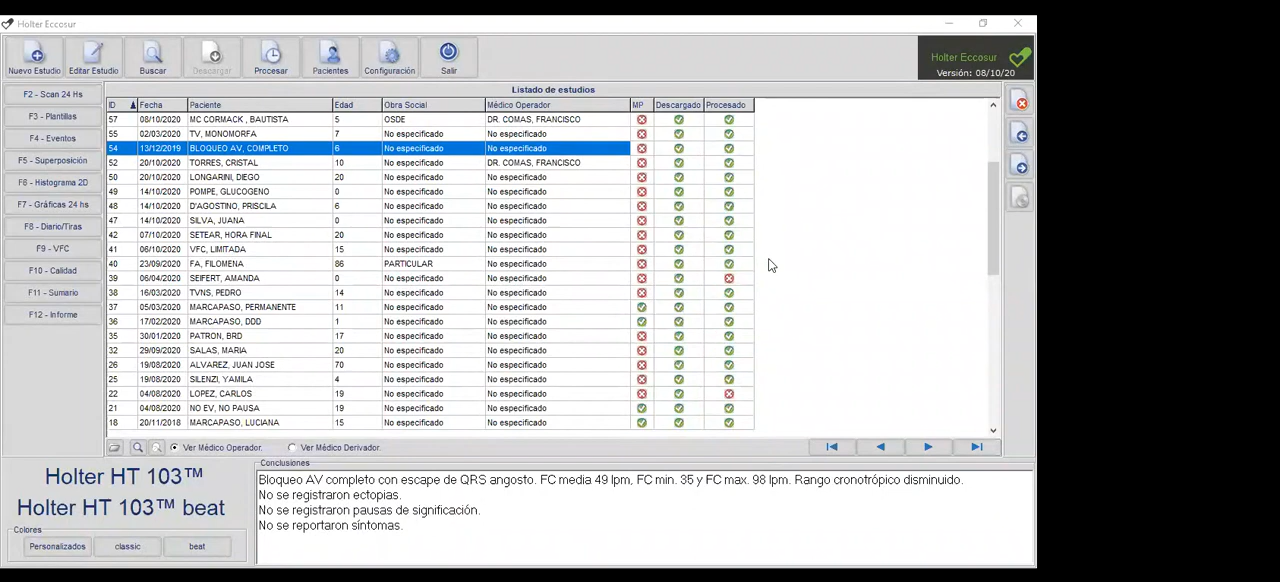 Holter Eccosur
Nuevo Estudio Editar Estudio Buscar Descargar Procesar Pacientes Configuración Salir
Holter Eccosur
Versión: 08/10/20
F2 - Scan 24 Hs
F3 - Plantillas
F4 - Eventos
F5 - Superposición
F6 - Histograma 2D
F7 - Gráficas 24 hs
F8 - Diario/Tiras
F9 - VFC
F10 - Calidad
F11 - Sumario
F12 - Informe
Listado de estudios
ID Fecha Paciente Edad Obra Social Médico Operador MP Descargado Procesado
57 08/10/2020 MC CORMACK , BAUTISTA 5 OSDE DR. COMAS, FRANCISCO
55 02/03/2020 TV, MONOMORFA 7 No especificado No especificado
54 13/12/2019 BLOQUEO AV, COMPLETO 6 No especificado No especificado
52 20/10/2020 TORRES, CRISTAL 10 No especificado DR. COMAS, FRANCISCO
50 20/10/2020 LONGARINI, DIEGO 20 No especificado No especificado
49 14/10/2020 POMPE, GLUCOGENO 0 No especificado No especificado
48 14/10/2020 D'AGOSTINO, PRISCILA 6 No especificado No especificado
47 14/10/2020 SILVA, JUANA 0 No especificado No especificado
42 07/10/2020 SETEAR, HORA FINAL 20 No especificado No especificado
41 06/10/2020 VFC, LIMITADA 15 No especificado No especificado
40 23/09/2020 FA, FILOMENA 86 PARTICULAR No especificado
39 06/04/2020 SEIFERT, AMANDA 0 No especificado No especificado
38 16/03/2020 TVNS, PEDRO 14 No especificado No especificado
37 05/03/2020 MARCAPASO, PERMANENTE 11 No especificado No especificado
36 17/02/2020 MARCAPASO, DDD 1 No especificado No especificado
35 30/01/2020 PATRON, BRD 17 No especificado No especificado
32 29/09/2020 SALAS, MARIA 20 No especificado No especificado
26 19/08/2020 ALVAREZ, JUAN JOSE 70 No especificado No especificado
25 19/08/2020 SILENZI, YAMILA 4 No especificado No especificado
22 04/08/2020 LOPEZ, CARLOS 19 No especificado No especificado
21 04/08/2020 NO EV, NO PAUSA 19 No especificado No especificado
18 20/11/2018 MARCAPASO, LUCIANA 15 No especificado No especificado
Ver Médico Operador. Ver Médico Derivador.
Holter HT 103™
Holter HT 103™ beat
Colores
Personalizados classic beat
Conclusiones
Bloqueo AV completo con escape de QRS angosto. FC media 49 lpm, FC min. 35 y FC max. 98 lpm. Rango cronotrópico disminuido.
No se registraron ectopias.
No se registraron pausas de significación.
No se reportaron síntomas.